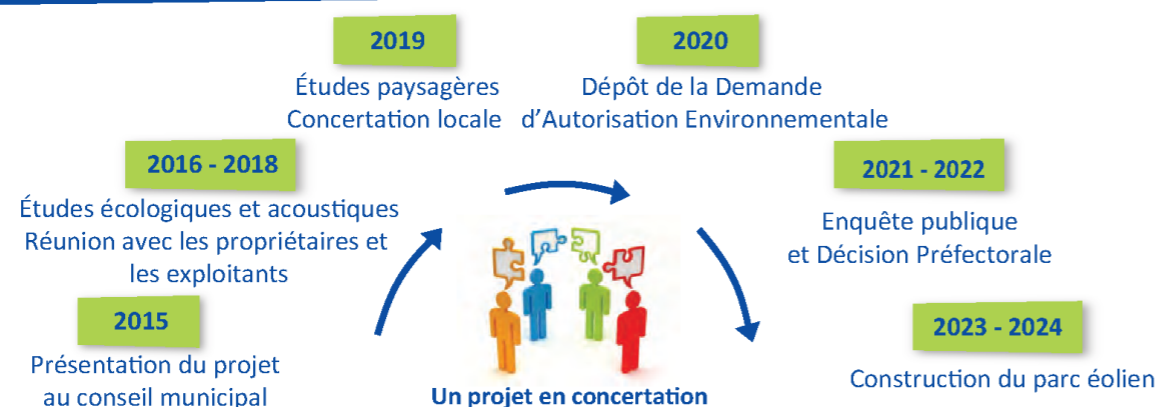 2019
Études paysagères
Concertation locale
2020
Dépôt de la Demande
d'Autorisation Environnementale
2016 - 2018
Études écologiques et acoustiques
Réunion avec les propriétaires et
les exploitants
2021 - 2022
Enquête publique
et Décision Préfectorale
2015
Présentation du projet
au conseil municipal
2023 - 2024
Construction du parc éolien
Un projet en concertation